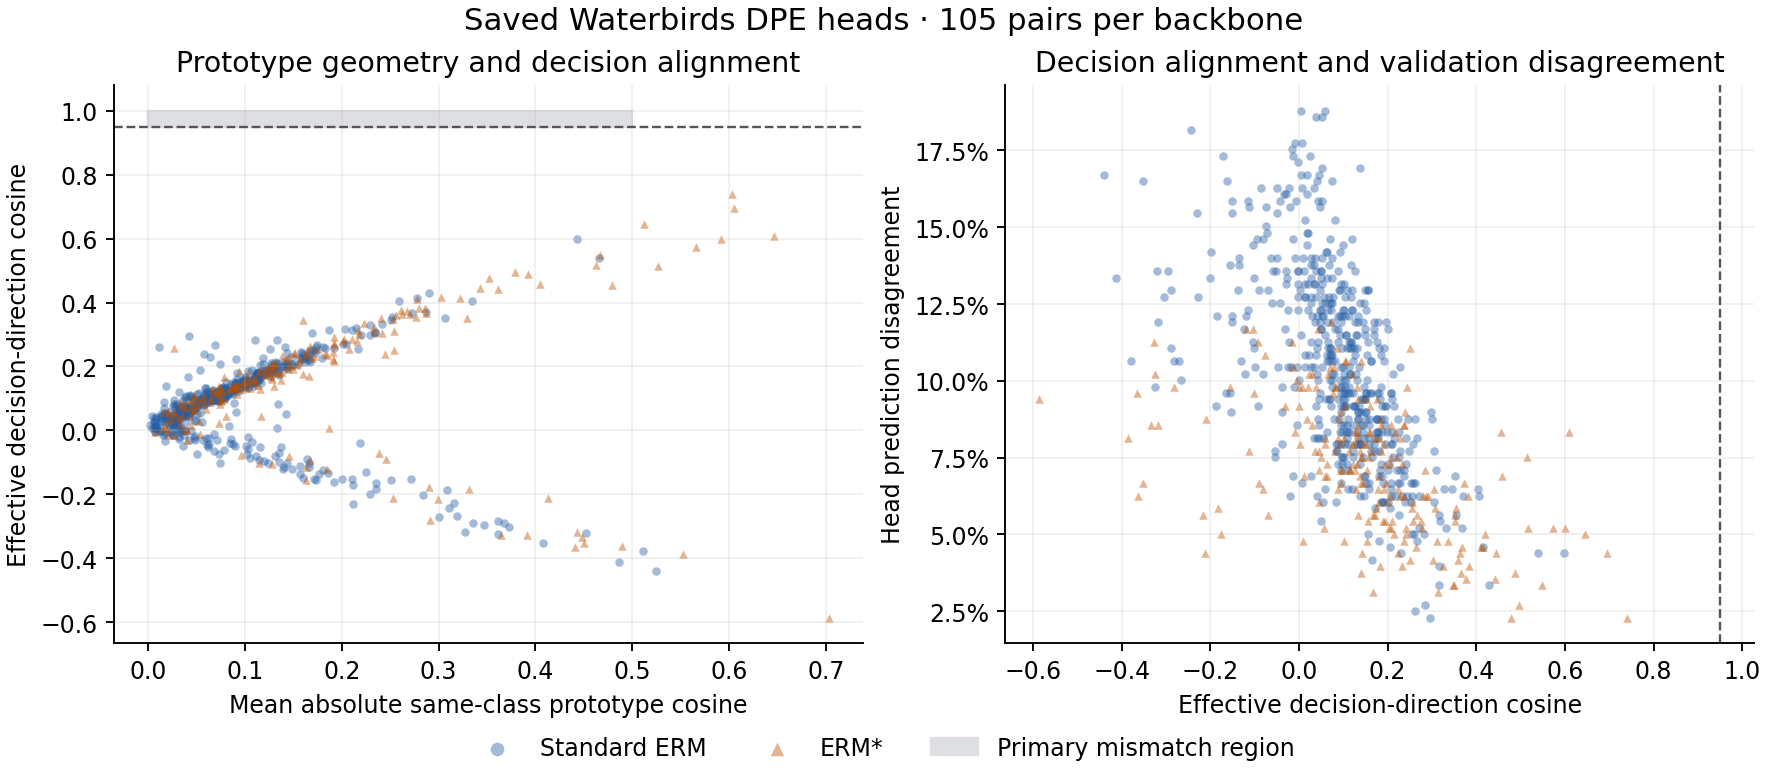 Saved Waterbirds DPE heads · 105 pairs per backbone
Prototype geometry and decision alignment
Effective decision-direction cosine
1.0
0.8
0.6
0.4
0.2
0.0
−0.2
−0.4
−0.6
0.0 0.1 0.2 0.3 0.4 0.5 0.6 0.7
Mean absolute same-class prototype cosine
Decision alignment and validation disagreement
Head prediction disagreement
17.5%
15.0%
12.5%
10.0%
7.5%
5.0%
2.5%
−0.6 −0.4 −0.2 0.0 0.2 0.4 0.6 0.8 1.0
Effective decision-direction cosine
Standard ERM ERM* Primary mismatch region